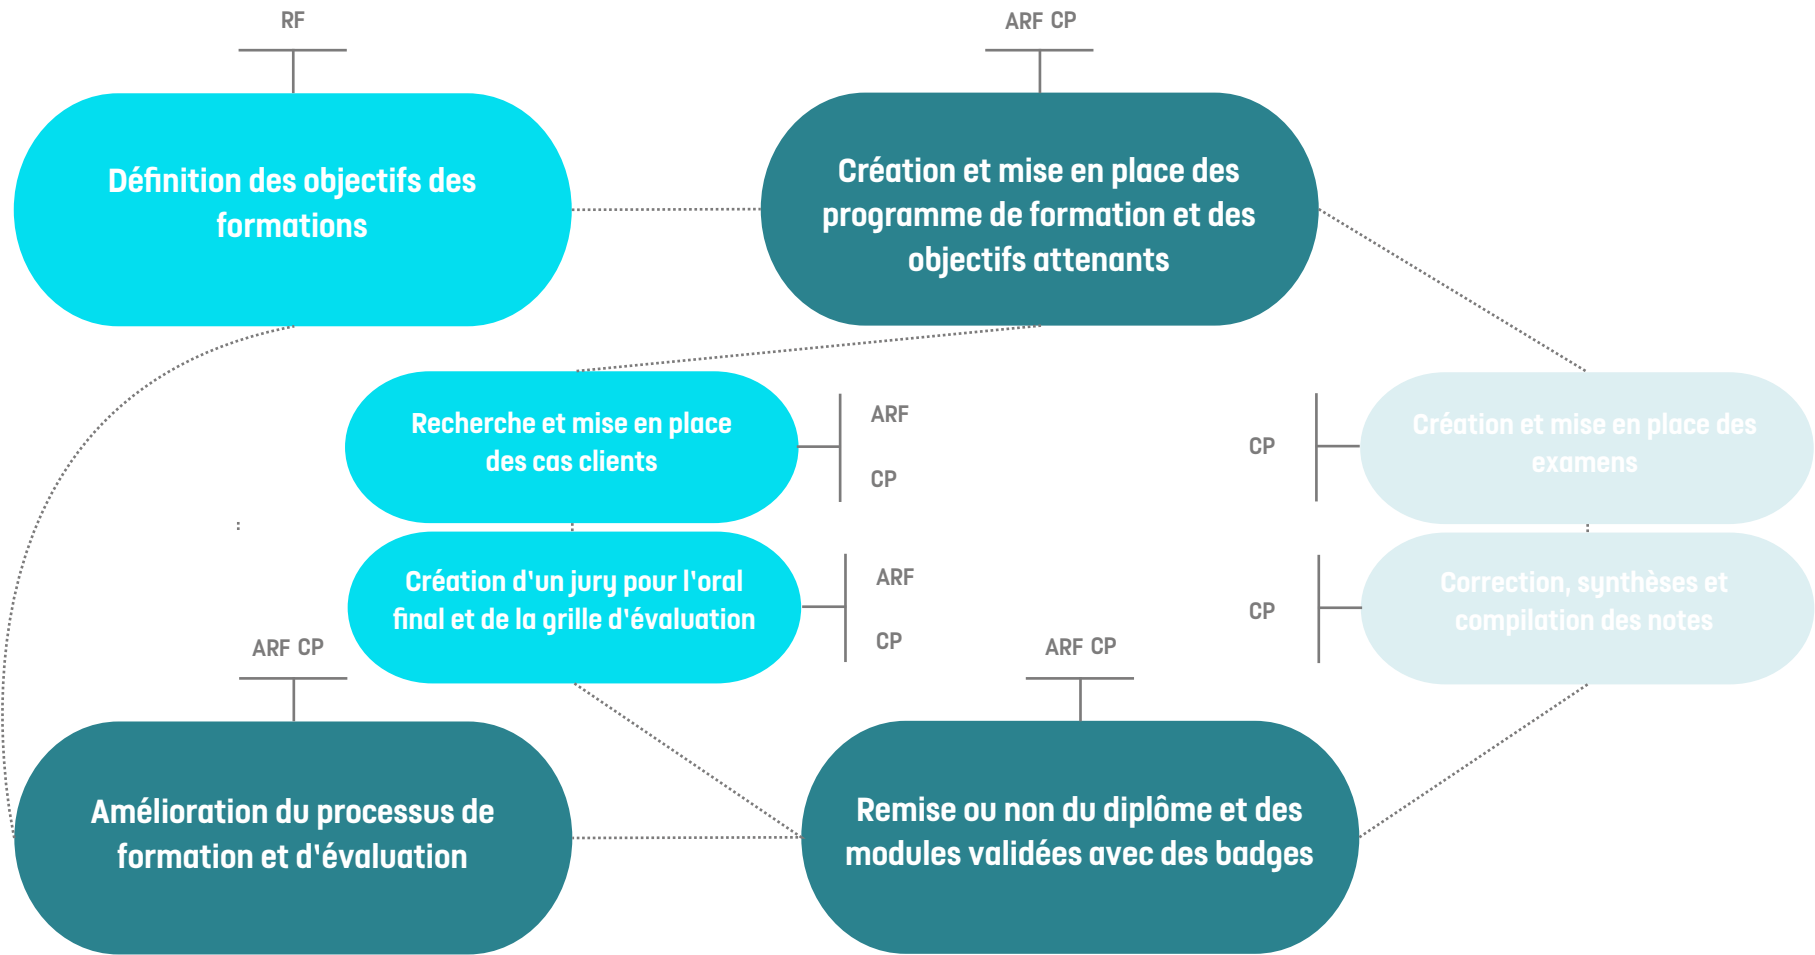 RF
Définition des objectifs des
formations
ARF CP
Création et mise en place des
programme de formation et des
objectifs attenants
Recherche et mise en place
des cas clients
ARF
CP
CP
Création et mise en place des
examens
:
Création d'un jury pour l'oral
final et de la grille d'évaluation
ARF
CP
CP
Correction, synthèses et
compilation des notes
ARF CP
Amélioration du processus de
formation et d'évaluation
ARF CP
Remise ou non du diplôme et des
modules validées avec des badges